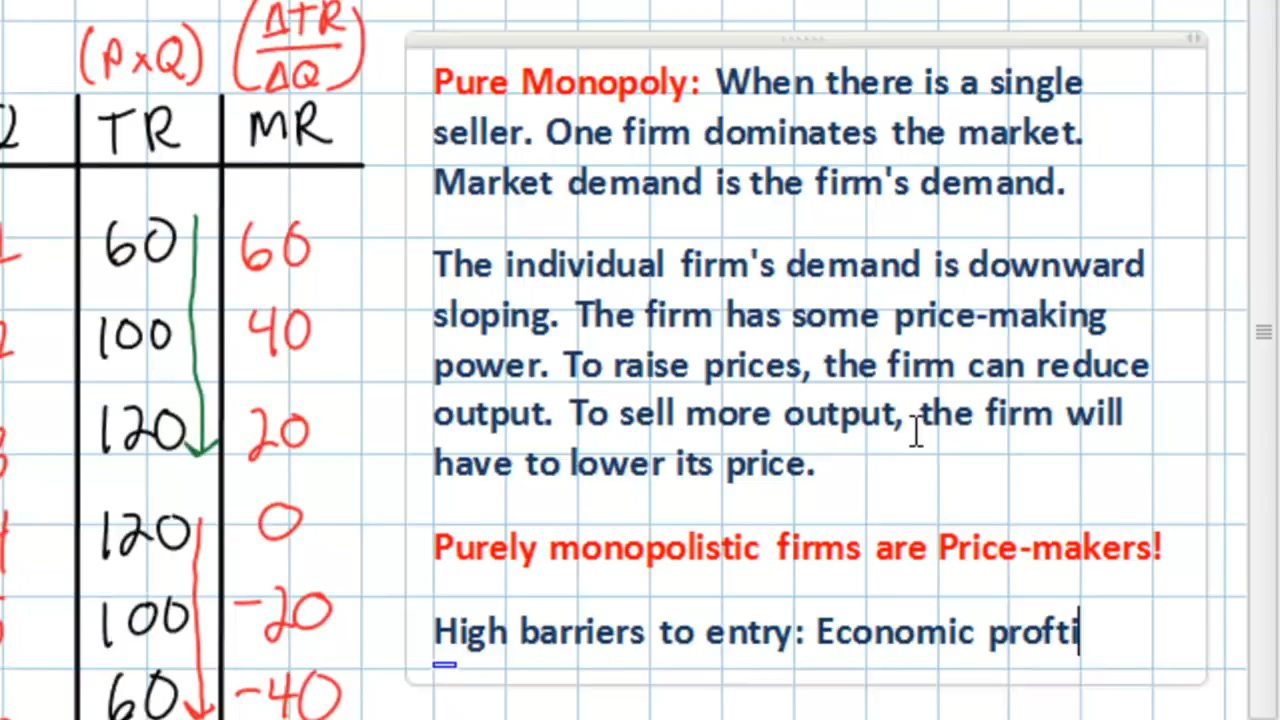 (PxQ) (ΔTR
ΔQ)
TR MR
60 60
100 40
120 20
120 0
100 -20
60 -40
Pure Monopoly: When there is a single
seller. One firm dominates the market.
Market demand is the firm's demand.
The individual firm's demand is downward
sloping. The firm has some price-making
power. To raise prices, the firm can reduce
output. To sell more output, the firm will
have to lower its price.
Purely monopolistic firms are Price-makers!
High barriers to entry: Economic profti